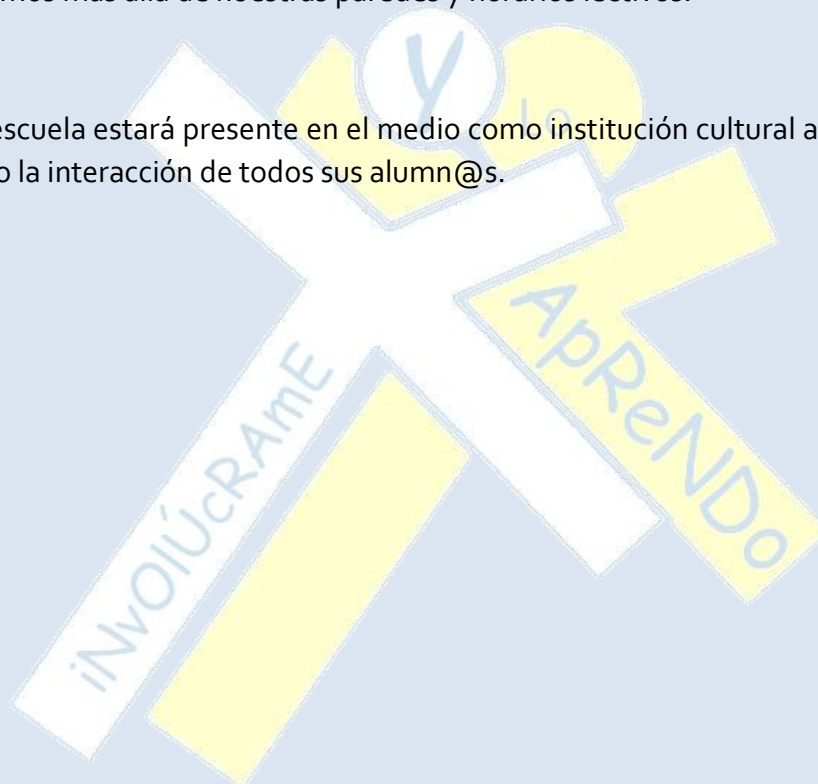 más allá de nuestras paredes y horarios lectivos.
escuela estará presente en el medio como institución cultural a
o la interacción de todos sus alumn@s.
iNvOlÚcRAmE
y
lo
ApReNDo